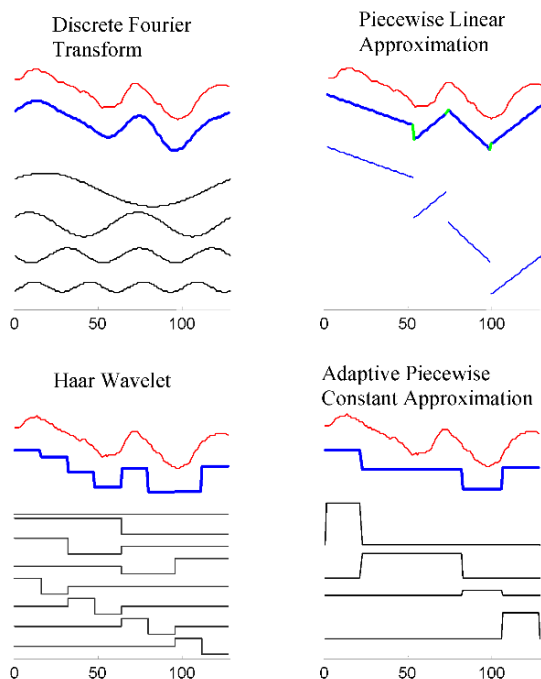 Discrete Fourier
Transform
Piecewise Linear
Approximation
0 50 100
0 50 100
Haar Wavelet
Adaptive Piecewise
Constant Approximation
0 50 100
0 50 100